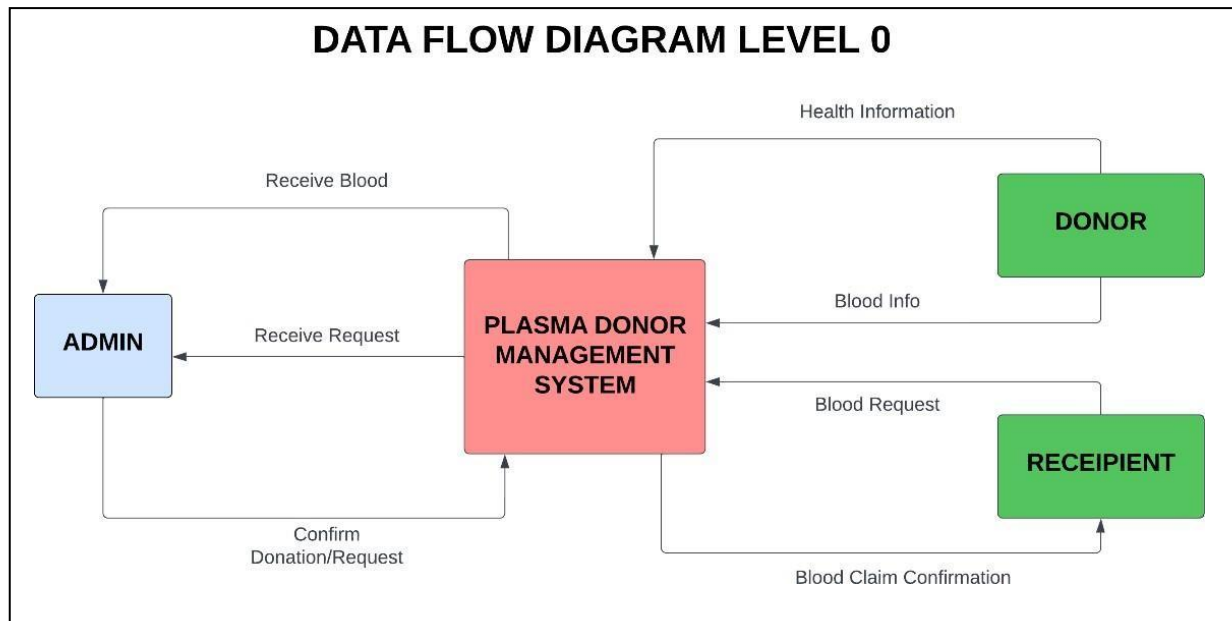 DATA FLOW DIAGRAM LEVEL 0
Health Information
Receive Blood
DONOR
Blood Info
ADMIN
Receive Request
PLASMA DONOR
MANAGEMENT
SYSTEM
Blood Request
RECEIPIENT
Confirm
Donation/Request
Blood Claim Confirmation